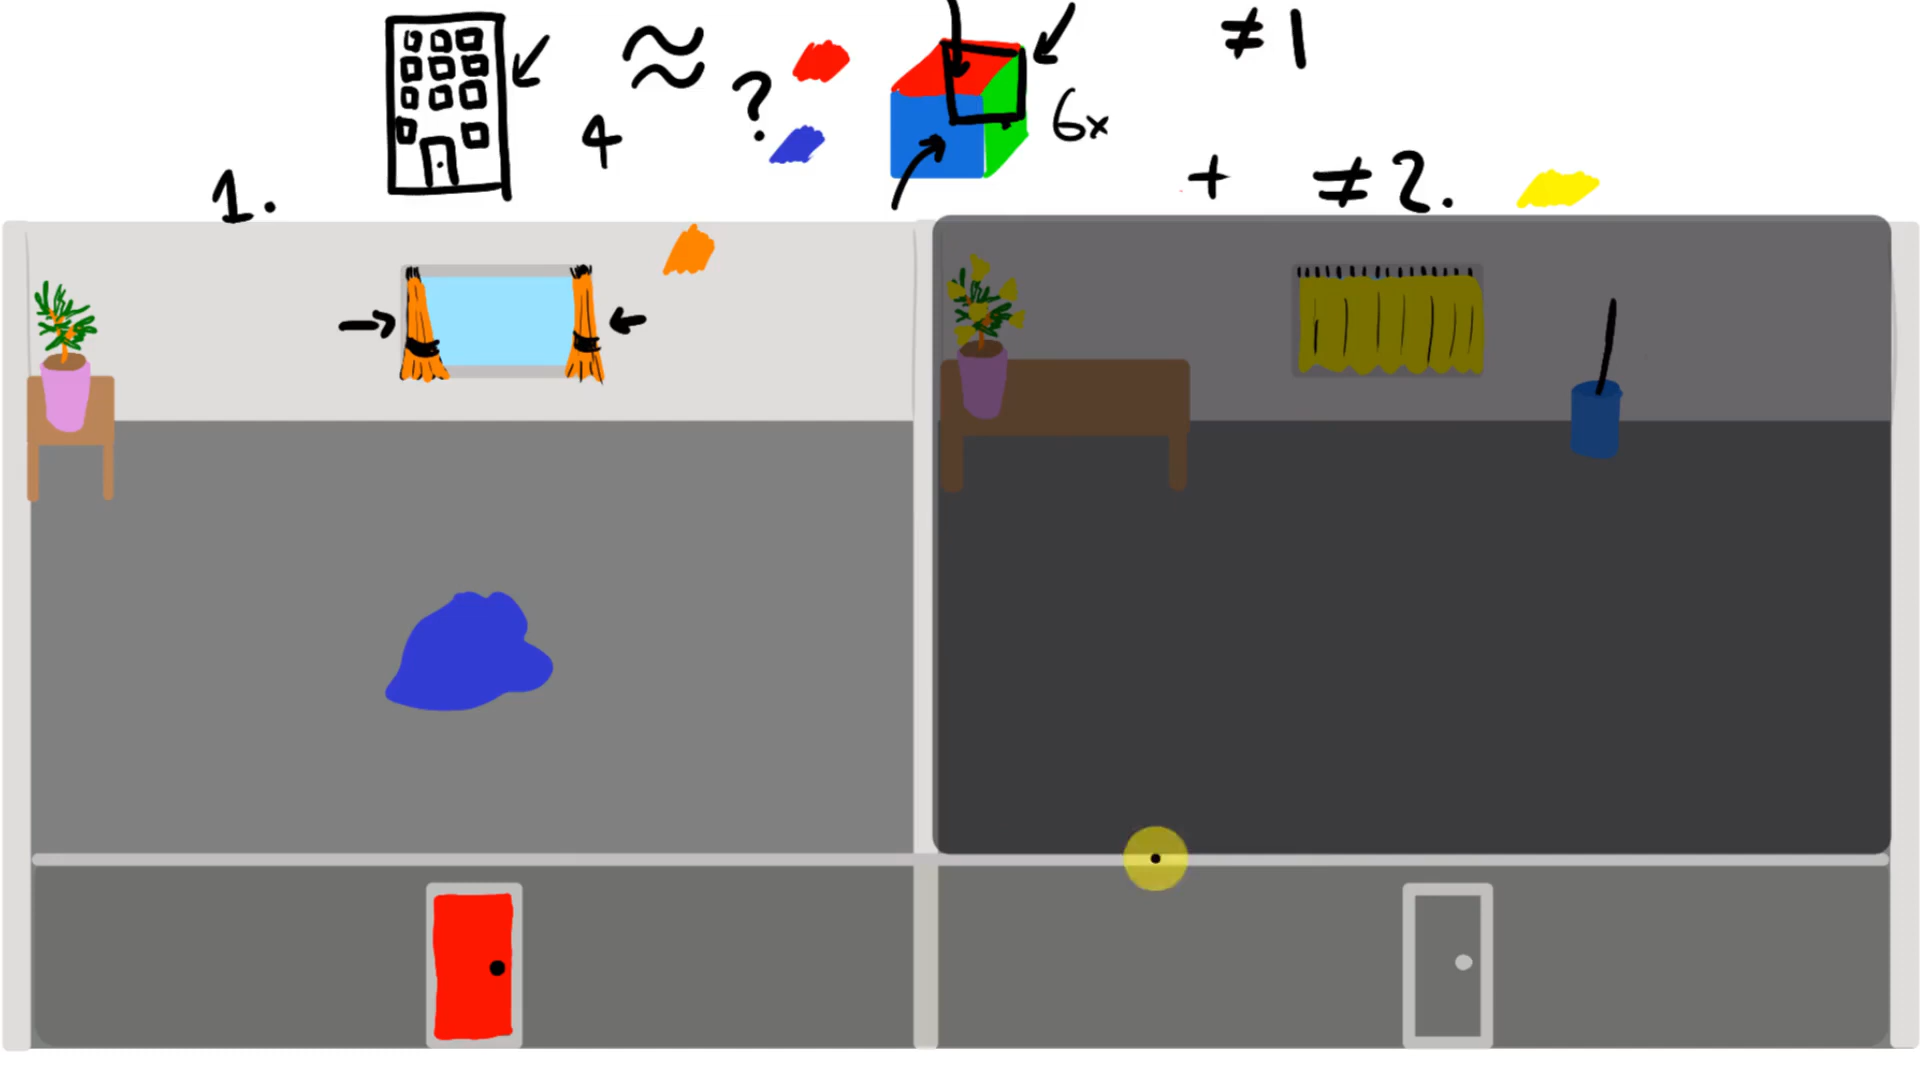 ≠ 1
≈ ?
4
6x
1.
+ ≠ 2.